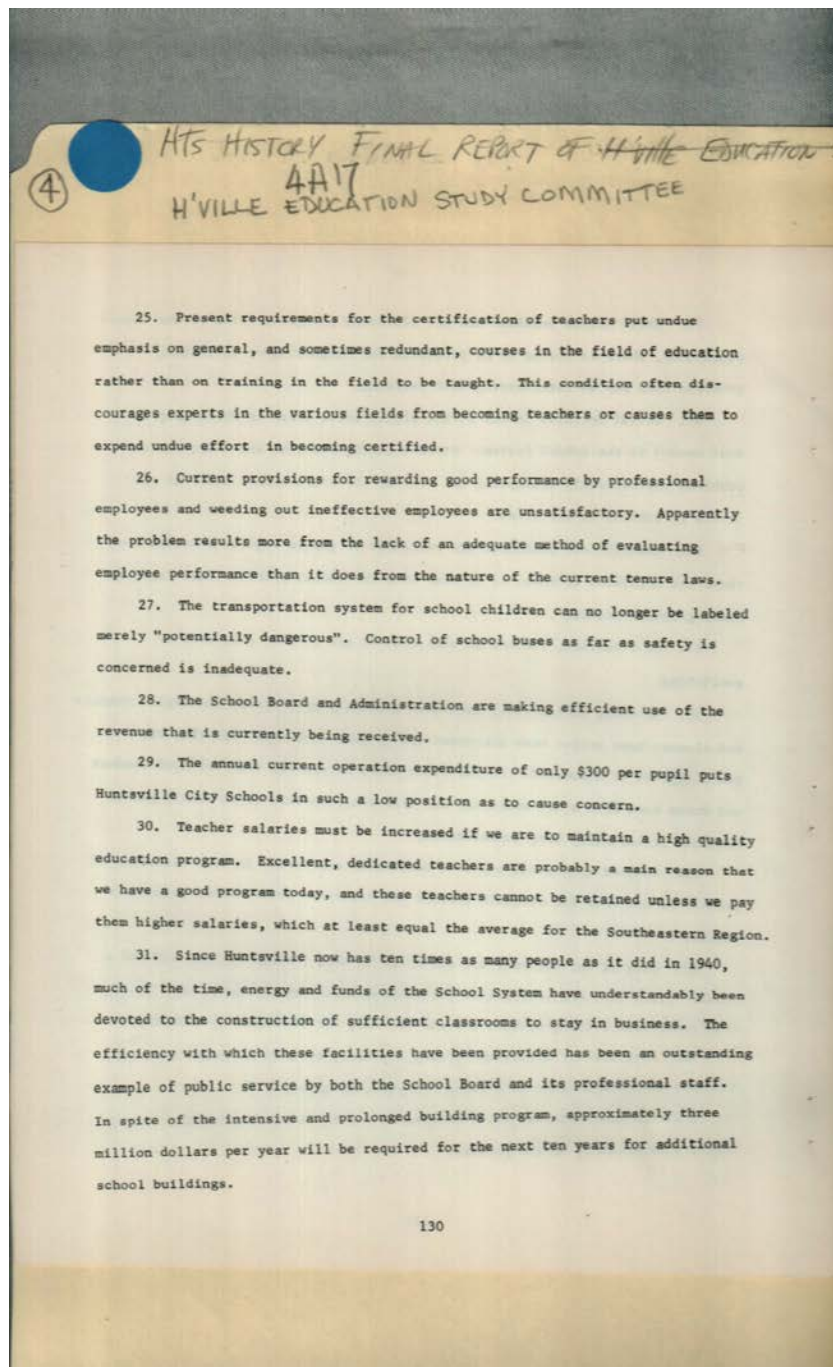 HTS HISTORY FINAL REPORT OF H'ville EDUCATION
4A17
4
H'VILLE EDUCATION STUDY COMMITTEE
25. Present requirements for the certification of teachers put undue
emphasis on general, and sometimes redundant, courses in the field of education
rather than on training in the field to be taught. This condition often dis-
courages experts in the various fields from becoming teachers or causes them to
expend undue effort in becoming certified.
26. Current provisions for rewarding good performance by professional
employees and weeding out ineffective employees are unsatisfactory. Apparently
the problem results more from the lack of an adequate method of evaluating
employee performance than it does from the nature of the current tenure laws.
27. The transportation system for school children can no longer be labeled
merely "potentially dangerous". Control of school buses as far as safety is
concerned is inadequate.
28. The School Board and Administration are making efficient use of the
revenue that is currently being received.
29. The annual current operation expenditure of only $300 per pupil puts
Huntsville City Schools in such a low position as to cause concern.
30. Teacher salaries must be increased if we are to maintain a high quality
education program. Excellent, dedicated teachers are probably a main reason that
we have a good program today, and these teachers cannot be retained unless we pay
them higher salaries, which at least equal the average for the Southeastern Region.
31. Since Huntsville now has ten times as many people as it did in 1940,
much of the time, energy and funds of the School System have understandably been
devoted to the construction of sufficient classrooms to stay in business. The
efficiency with which these facilities have been provided has been an outstanding
example of public service by both the School Board and its professional staff.
In spite of the intensive and prolonged building program, approximately three
million dollars per year will be required for the next ten years for additional
school buildings.
130